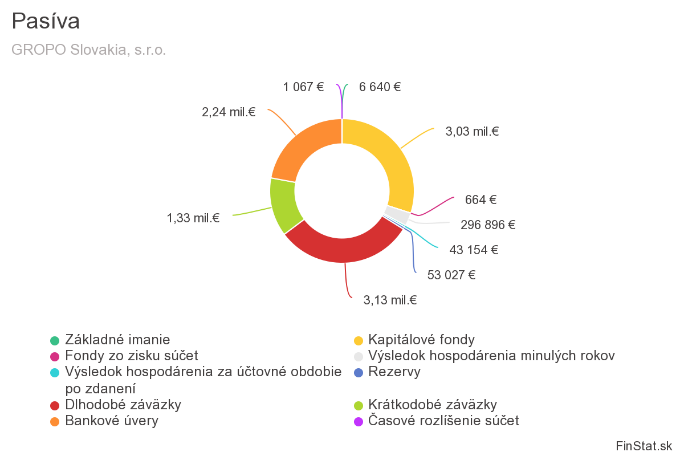 Pasíva
GROPO Slovakia, s.r.o.
1 067 €
6 640 €
2,24 mil.€
3,03 mil.€
664 €
1,33 mil.€
296 896 €
43 154 €
53 027 €
3,13 mil.€
Základné imanie
Kapitálové fondy
Fondy zo zisku súčet
Výsledok hospodárenia minulých rokov
Výsledok hospodárenia za účtovné obdobie
po zdanení
Rezervy
Dlhodobé záväzky
Krátkodobé záväzky
Bankové úvery
Časové rozlíšenie súčet
FinStat.sk